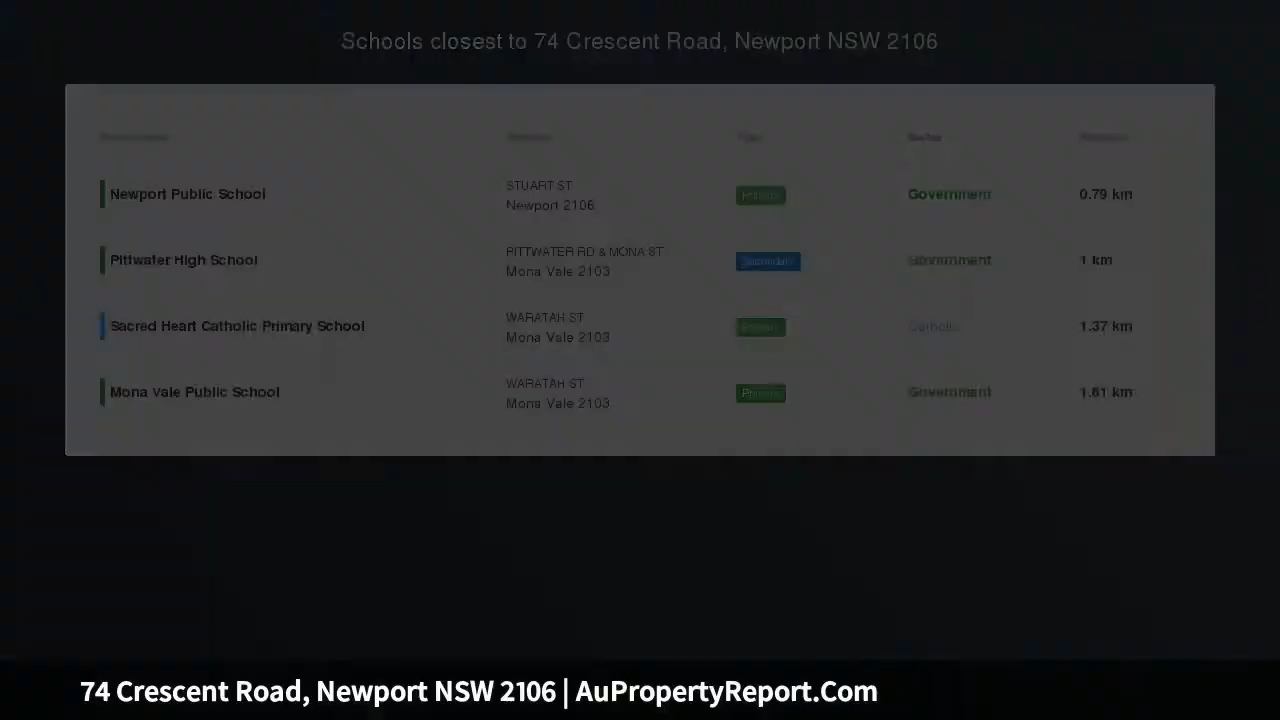 Schools closest to 74 Crescent Road, Newport NSW 2106
Newport Public School
STUART ST
Newport 2106
Primary
Government
0.79 km
Pittwater High School
PITTWATER RD & MONA ST
Mona Vale 2103
Secondary
Government
1 km
Sacred Heart Catholic Primary School
WARATAH ST
Mona Vale 2103
Primary
Catholic
1.37 km
Mona Vale Public School
WARATAH ST
Mona Vale 2103
Primary
Government
1.61 km
74 Crescent Road, Newport NSW 2106 | AuPropertyReport.Com